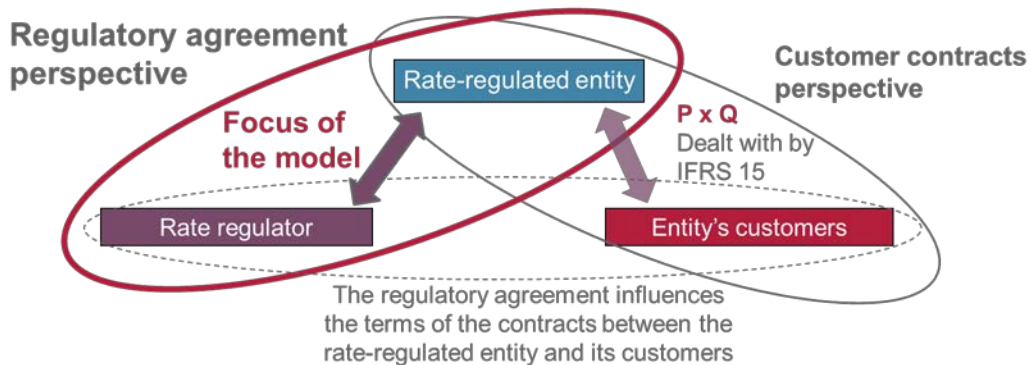 Regulatory agreement
perspective
Rate-regulated entity
Customer contracts
perspective
Focus of
the model
P x Q
Dealt with by
IFRS 15
Rate regulator
Entity's customers
The regulatory agreement influences
the terms of the contracts between the
rate-regulated entity and its customers